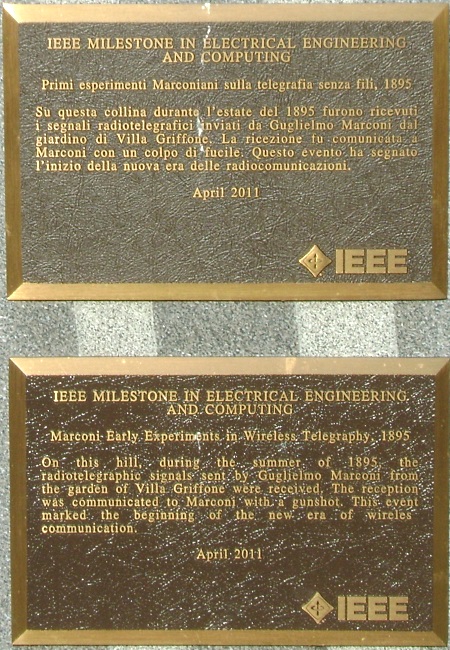 IEEE MILESTONE IN ELECTRICAL ENGINEERING
AND COMPUTING
Primi esperimenti Marconiani sulla telegrafia senza fili, 1895
Su questa collina durante l'estate del 1895 furono ricevuti
i segnali radiotelegrafici inviati da Guglielmo Marconi dal
giardino di Villa Griffone. La ricezione fu comunicata a
Marconi con un colpo di fucile. Questo evento ha segnato
l'inizio della nuova era delle radiocomunicazioni.
April 2011
IEEE
IEEE MILESTONE IN ELECTRICAL ENGINEERING
AND COMPUTING
Marconi Early Experiments in Wireless Telegraphy, 1895
On this hill, during the summer of 1895, the
radiotelegraphic signals sent by Guglielmo Marconi from
the garden of Villa Griffone were received. The reception
was communicated to Marconi with a gunshot. This event
marked the beginning of the new era of wireles
communication.
April 2011
IEEE